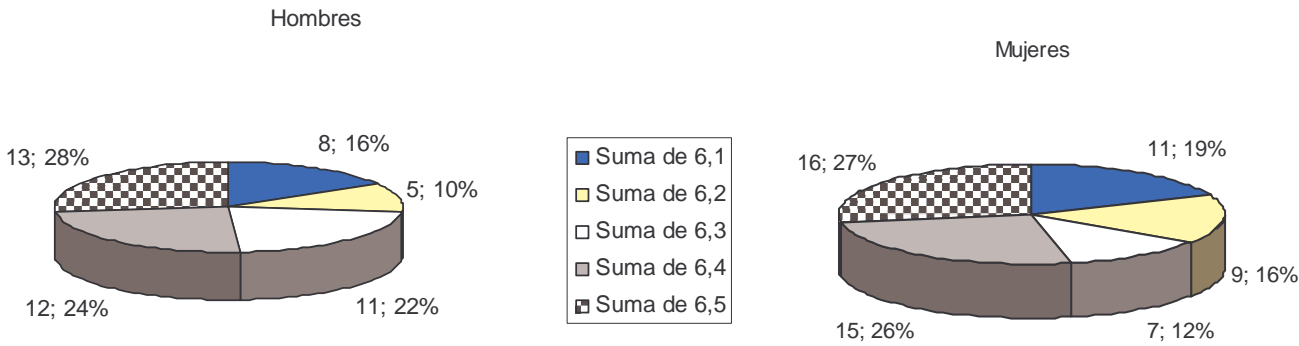 Hombres
13; 28%
8; 16%
5; 10%
12; 24%
11; 22%
Suma de 6,1
Suma de 6,2
Suma de 6,3
Suma de 6,4
Suma de 6,5
Mujeres
16; 27%
11; 19%
9; 16%
15; 26%
7; 12%